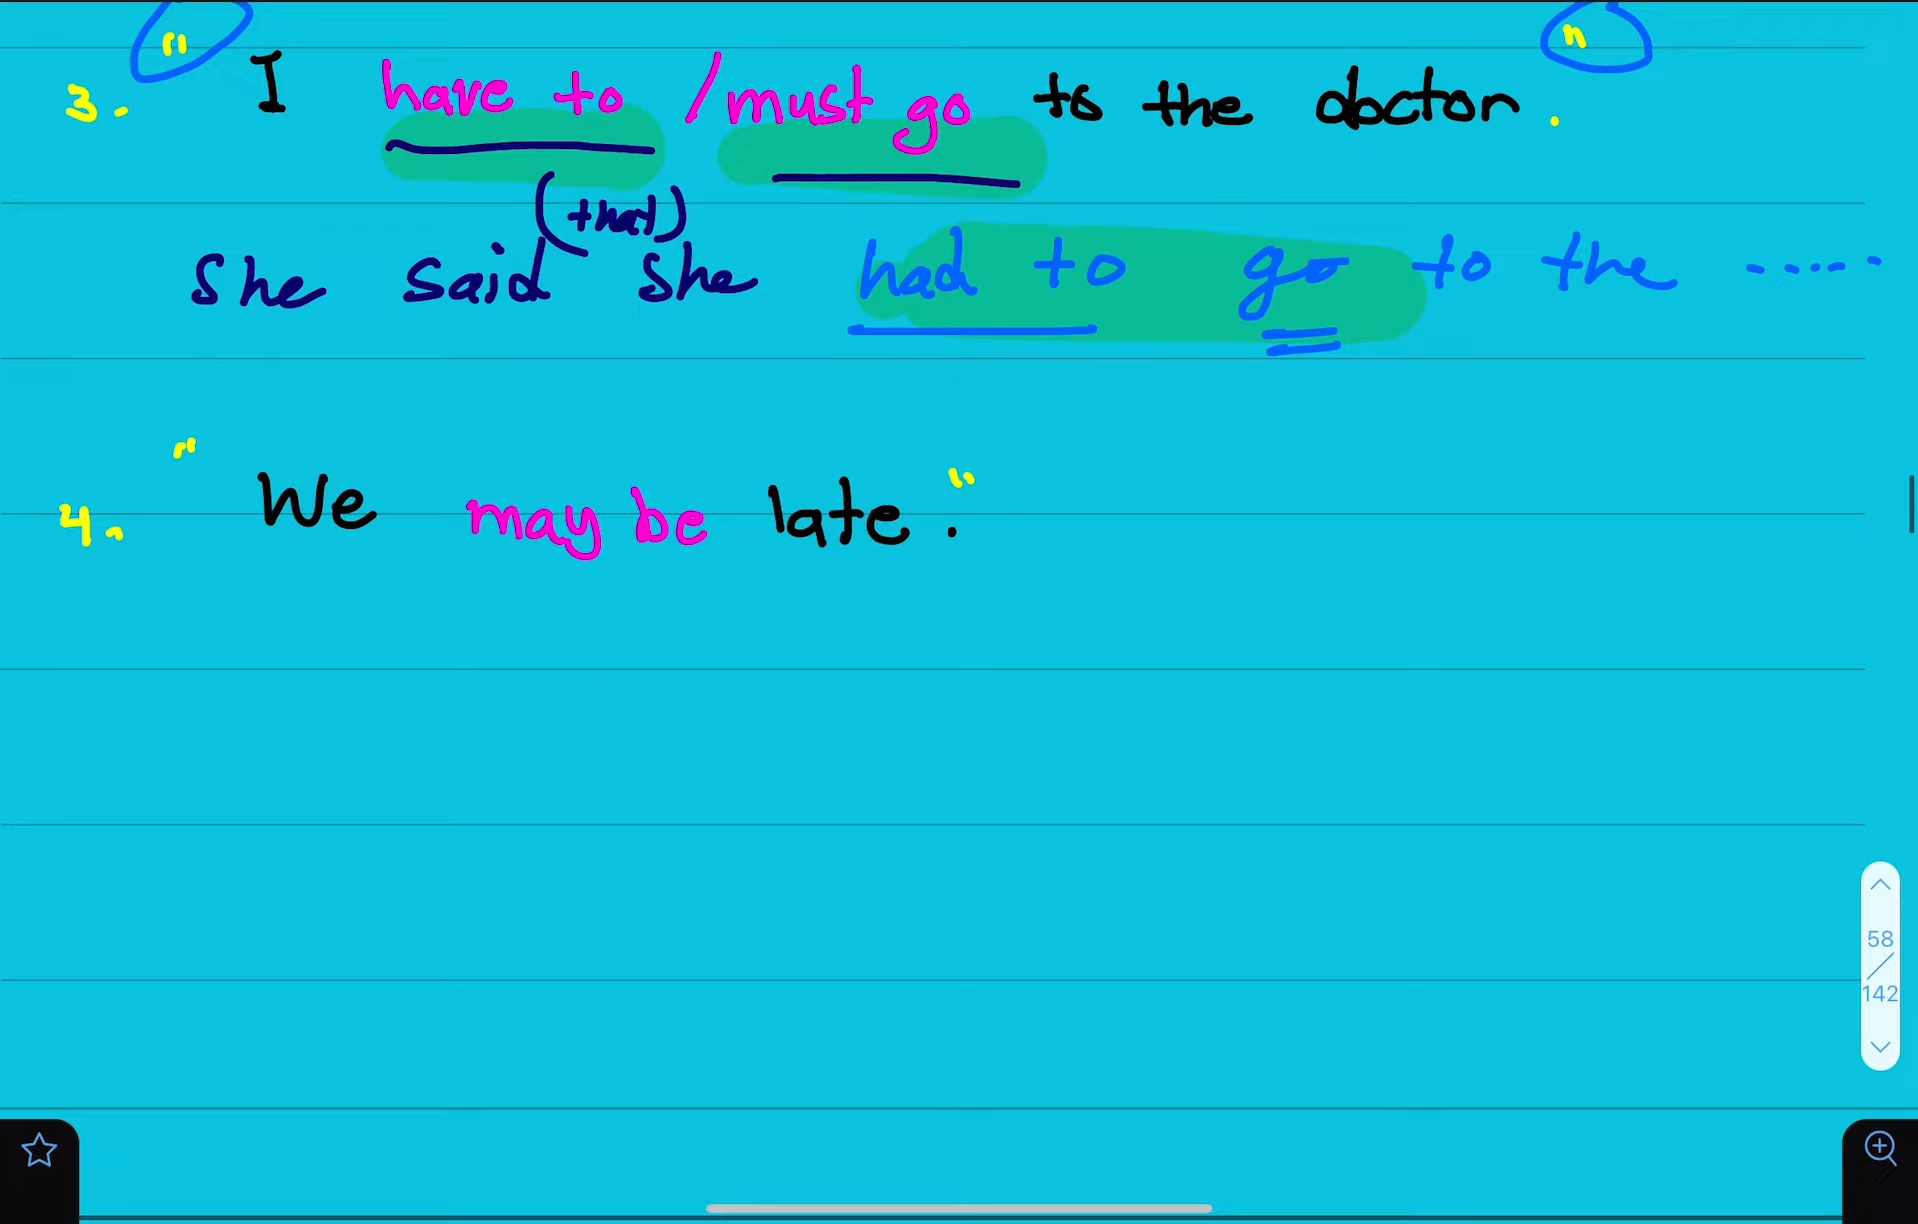 3. "I have to / must go to the doctor."
(that)
She said she had to go to the ......
4. "We may be late."
58
142